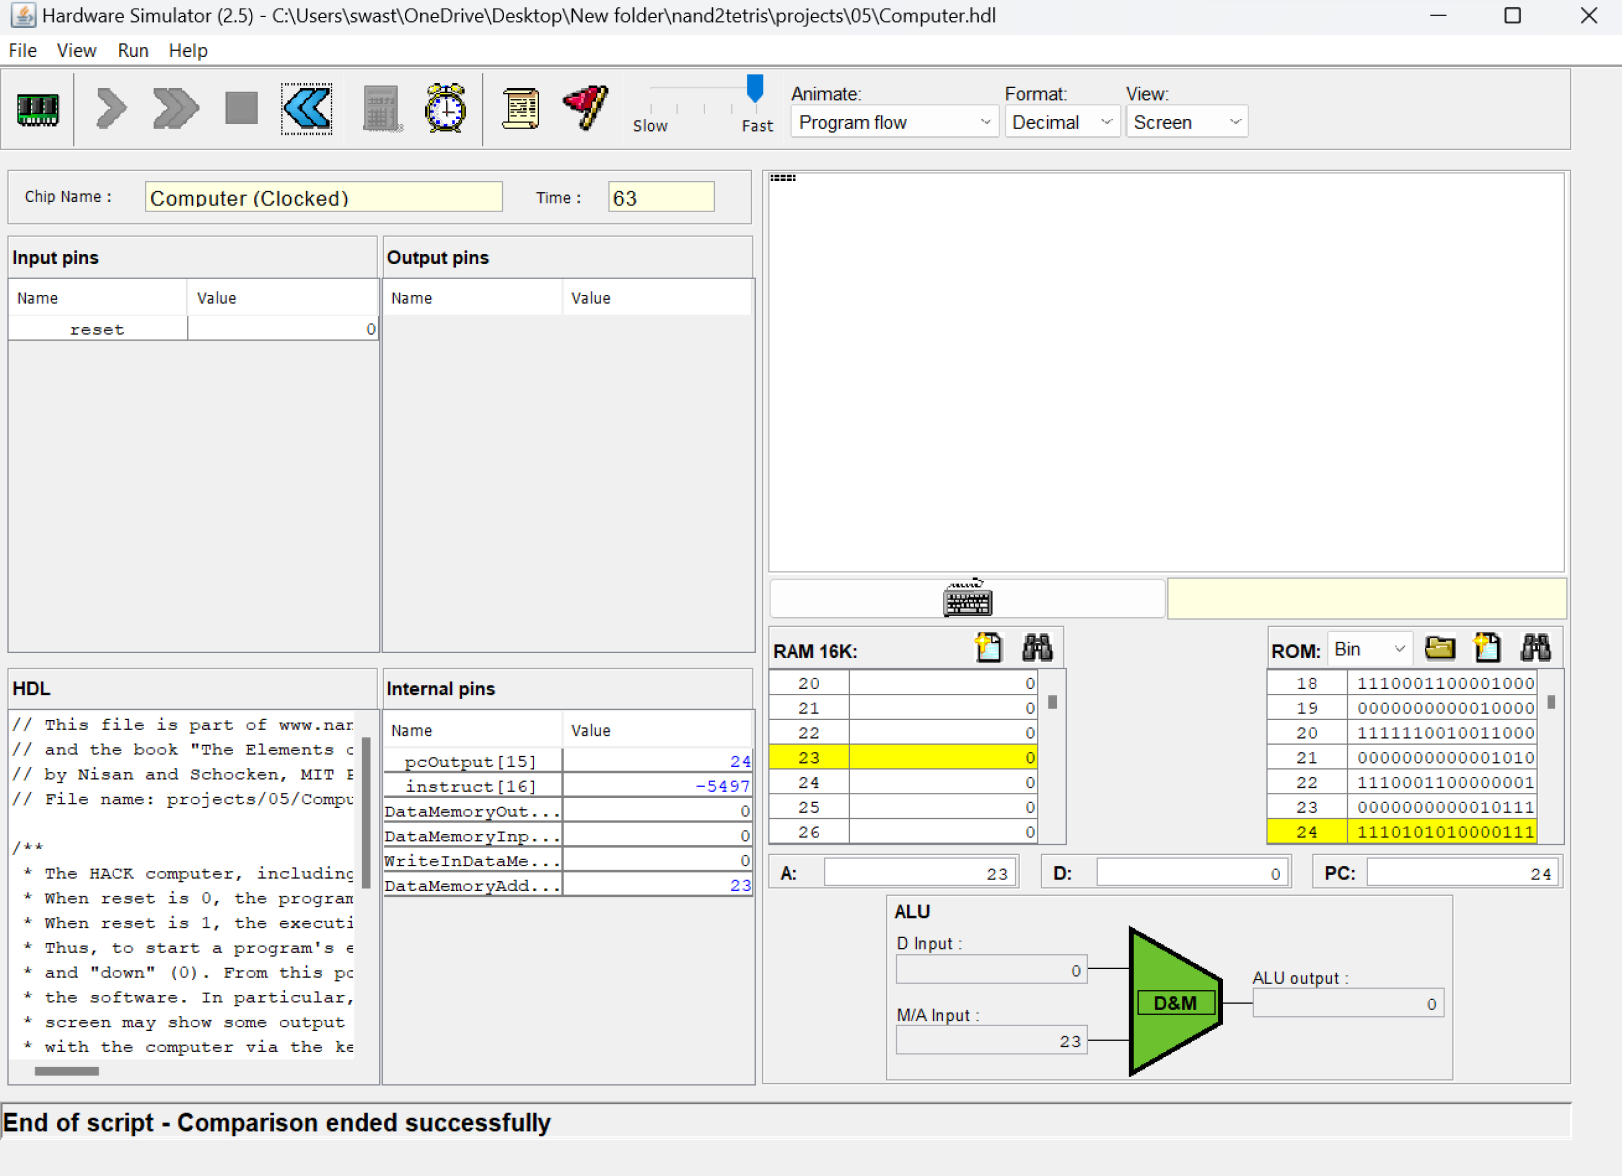 Hardware Simulator (2.5) - C:\Users\swast\OneDrive\Desktop\New folder\nand2tetris\projects\05\Computer.hdl
File View Run Help
Slow Fast
Animate: Format: View:
Program flow Decimal Screen
Chip Name : Computer (Clocked) Time : 63
Input pins
Name Value
reset 0
Output pins
Name Value
HDL
// This file is part of www.nan
// and the book "The Elements c
// by Nisan and Schocken, MIT P
// File name: projects/05/Compu
/**
* The HACK computer, including
* When reset is 0, the program
* When reset is 1, the executi
* Thus, to start a program's e
* and "down" (0). From this po
* the software. In particular,
* screen may show some output
* with the computer via the ke
Internal pins
Name Value
pcOutput[15] 24
instruct[16] -5497
DataMemoryOut... 0
DataMemoryInp... 0
WriteInDataMe... 0
DataMemoryAdd... 23
RAM 16K:
20 0
21 0
22 0
23 0
24 0
25 0
26 0
ROM: Bin
18 1110001100001000
19 0000000000010000
20 1111110010011000
21 0000000000001010
22 1110001100000001
23 0000000000010111
24 1110101010000111
A: 23 D: 0 PC: 24
ALU
D Input :
0
M/A Input :
23
D&M
ALU output :
0
End of script - Comparison ended successfully